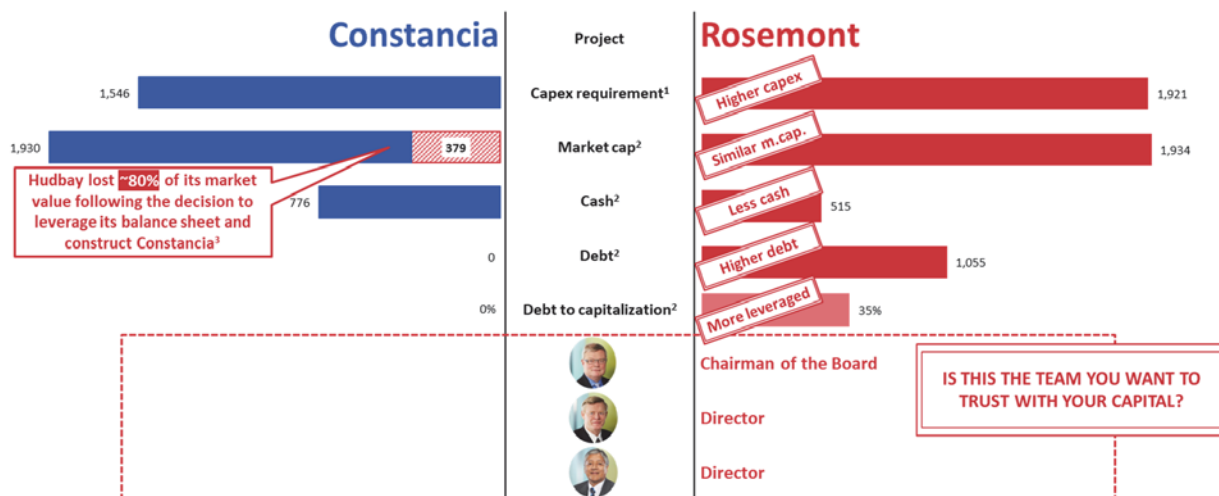 Constancia
Project
Rosemont
1,546
Capex requirement¹
Higher capex
1,921
1,930
379
Market cap²
Similar m.cap.
1,934
Hudbay lost ~80% of its market
value following the decision to
leverage its balance sheet and
construct Constancia³
776
Cash²
Less cash
515
0
Debt²
Higher debt
1,055
0%
Debt to capitalization²
More leveraged
35%
Chairman of the Board
IS THIS THE TEAM YOU WANT TO
TRUST WITH YOUR CAPITAL?
Director
Director